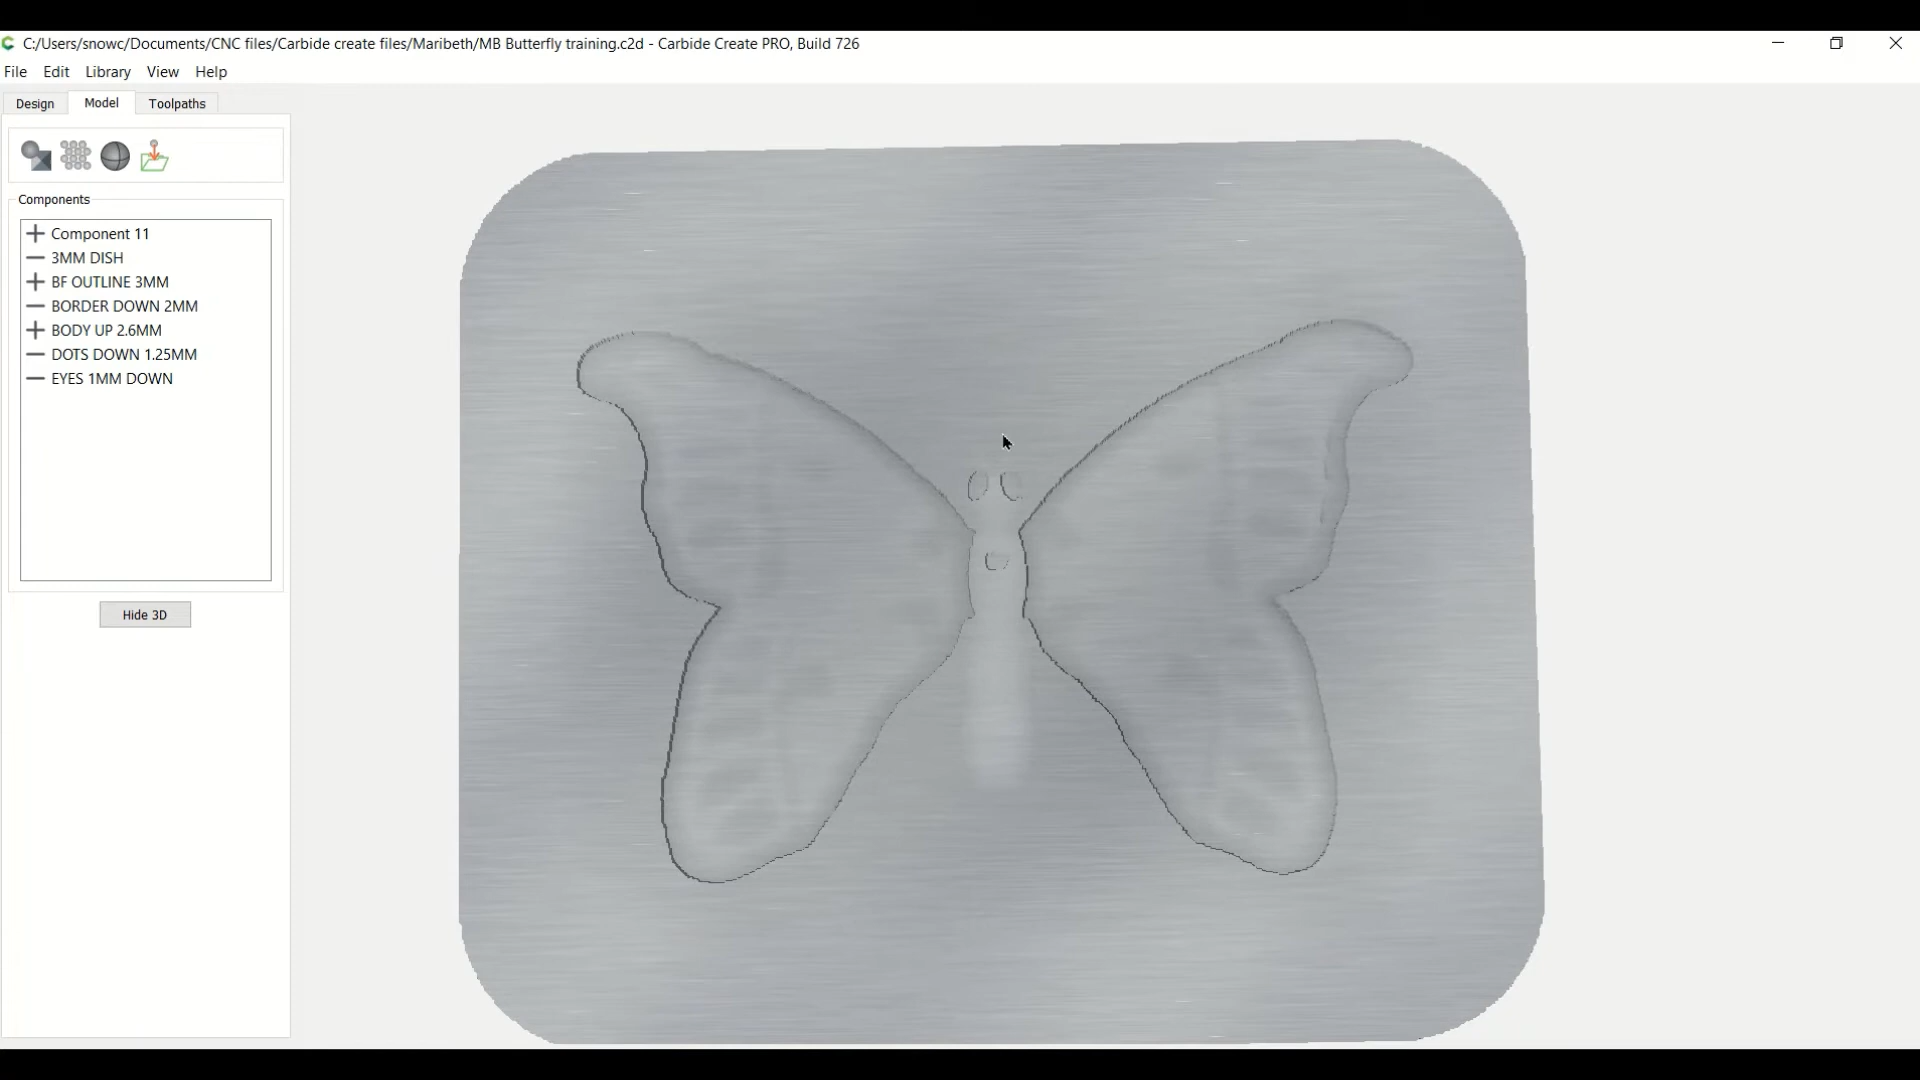 C:/Users/snowc/Documents/CNC files/Carbide create files/Maribeth/MB Butterfly training.c2d - Carbide Create PRO, Build 726
File Edit Library View Help
Design Model Toolpaths
Components
Component 11
3MM DISH
BF OUTLINE 3MM
BORDER DOWN 2MM
BODY UP 2.6MM
DOTS DOWN 1.25MM
EYES 1MM DOWN
Hide 3D